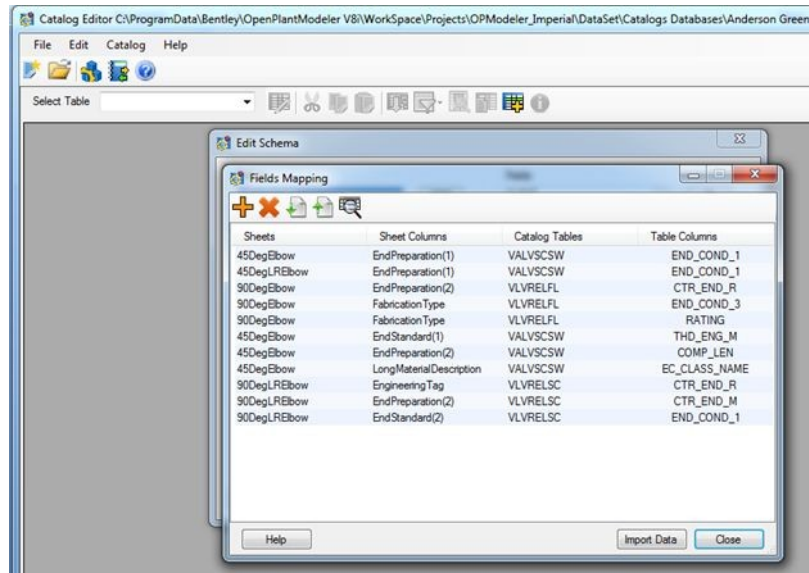 Catalog Editor C:\ProgramData\Bentley\OpenPlantModeler V8i\WorkSpace\Projects\OPModeler_Imperial\DataSet\Catalogs Databases\Anderson Green
File Edit Catalog Help
Select Table
Edit Schema
Fields Mapping
Sheets Sheet Columns Catalog Tables Table Columns
45DegElbow EndPreparation(1) VALVSCSW END_COND_1
45DegLRElbow EndPreparation(1) VALVSCSW END_COND_1
90DegElbow EndPreparation(2) VLVRELFL CTR_END_R
90DegElbow FabricationType VLVRELFL END_COND_3
90DegElbow FabricationType VLVRELFL RATING
45DegElbow EndStandard(1) VALVSCSW THD_ENG_M
45DegElbow EndPreparation(2) VALVSCSW COMP_LEN
45DegElbow LongMaterialDescription VALVSCSW EC_CLASS_NAME
90DegLRElbow EngineeringTag VLVRELSC CTR_END_R
90DegLRElbow EndPreparation(2) VLVRELSC CTR_END_M
90DegLRElbow EndStandard(2) VLVRELSC END_COND_1
Help Import Data Close